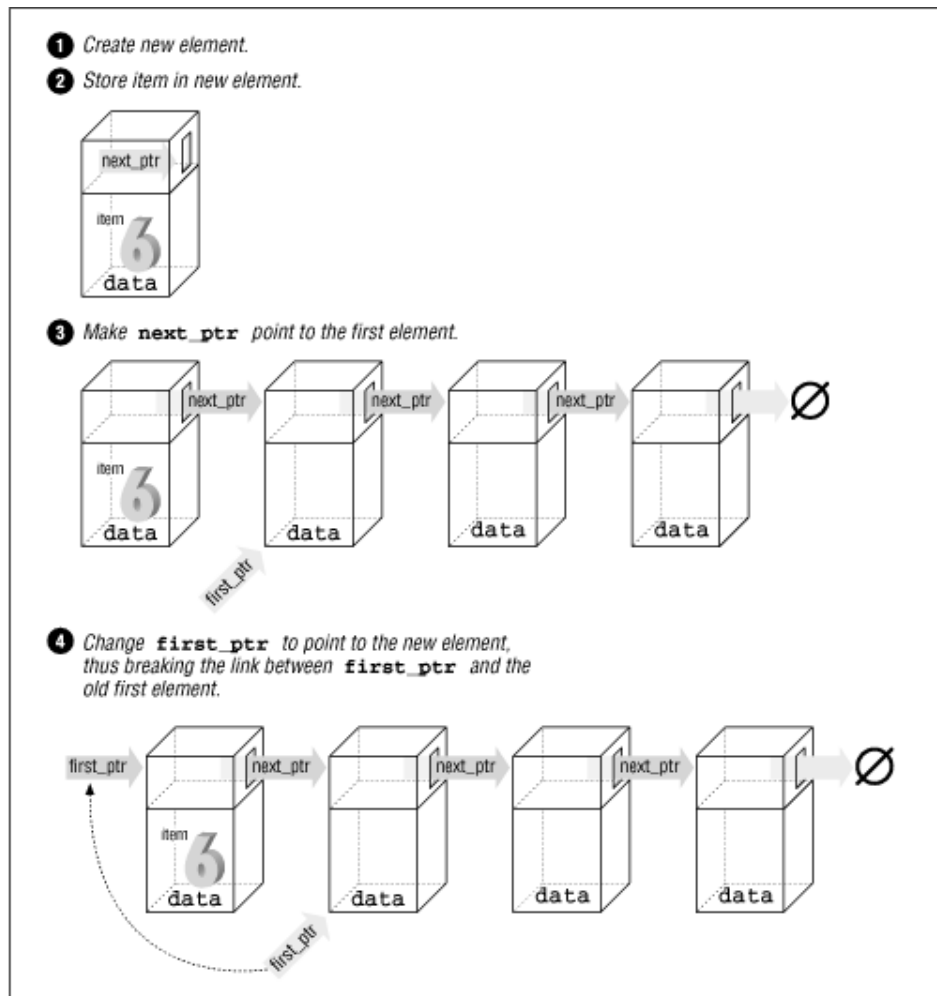 1 Create new element.
2 Store item in new element.
next_ptr
item
6
data
3 Make next_ptr point to the first element.
next_ptr next_ptr next_ptr Ø
item
6
data data data data
first_ptr
4 Change first_ptr to point to the new element,
thus breaking the link between first_ptr and the
old first element.
first_ptr next_ptr next_ptr next_ptr Ø
item
6
data data data data
first_ptr